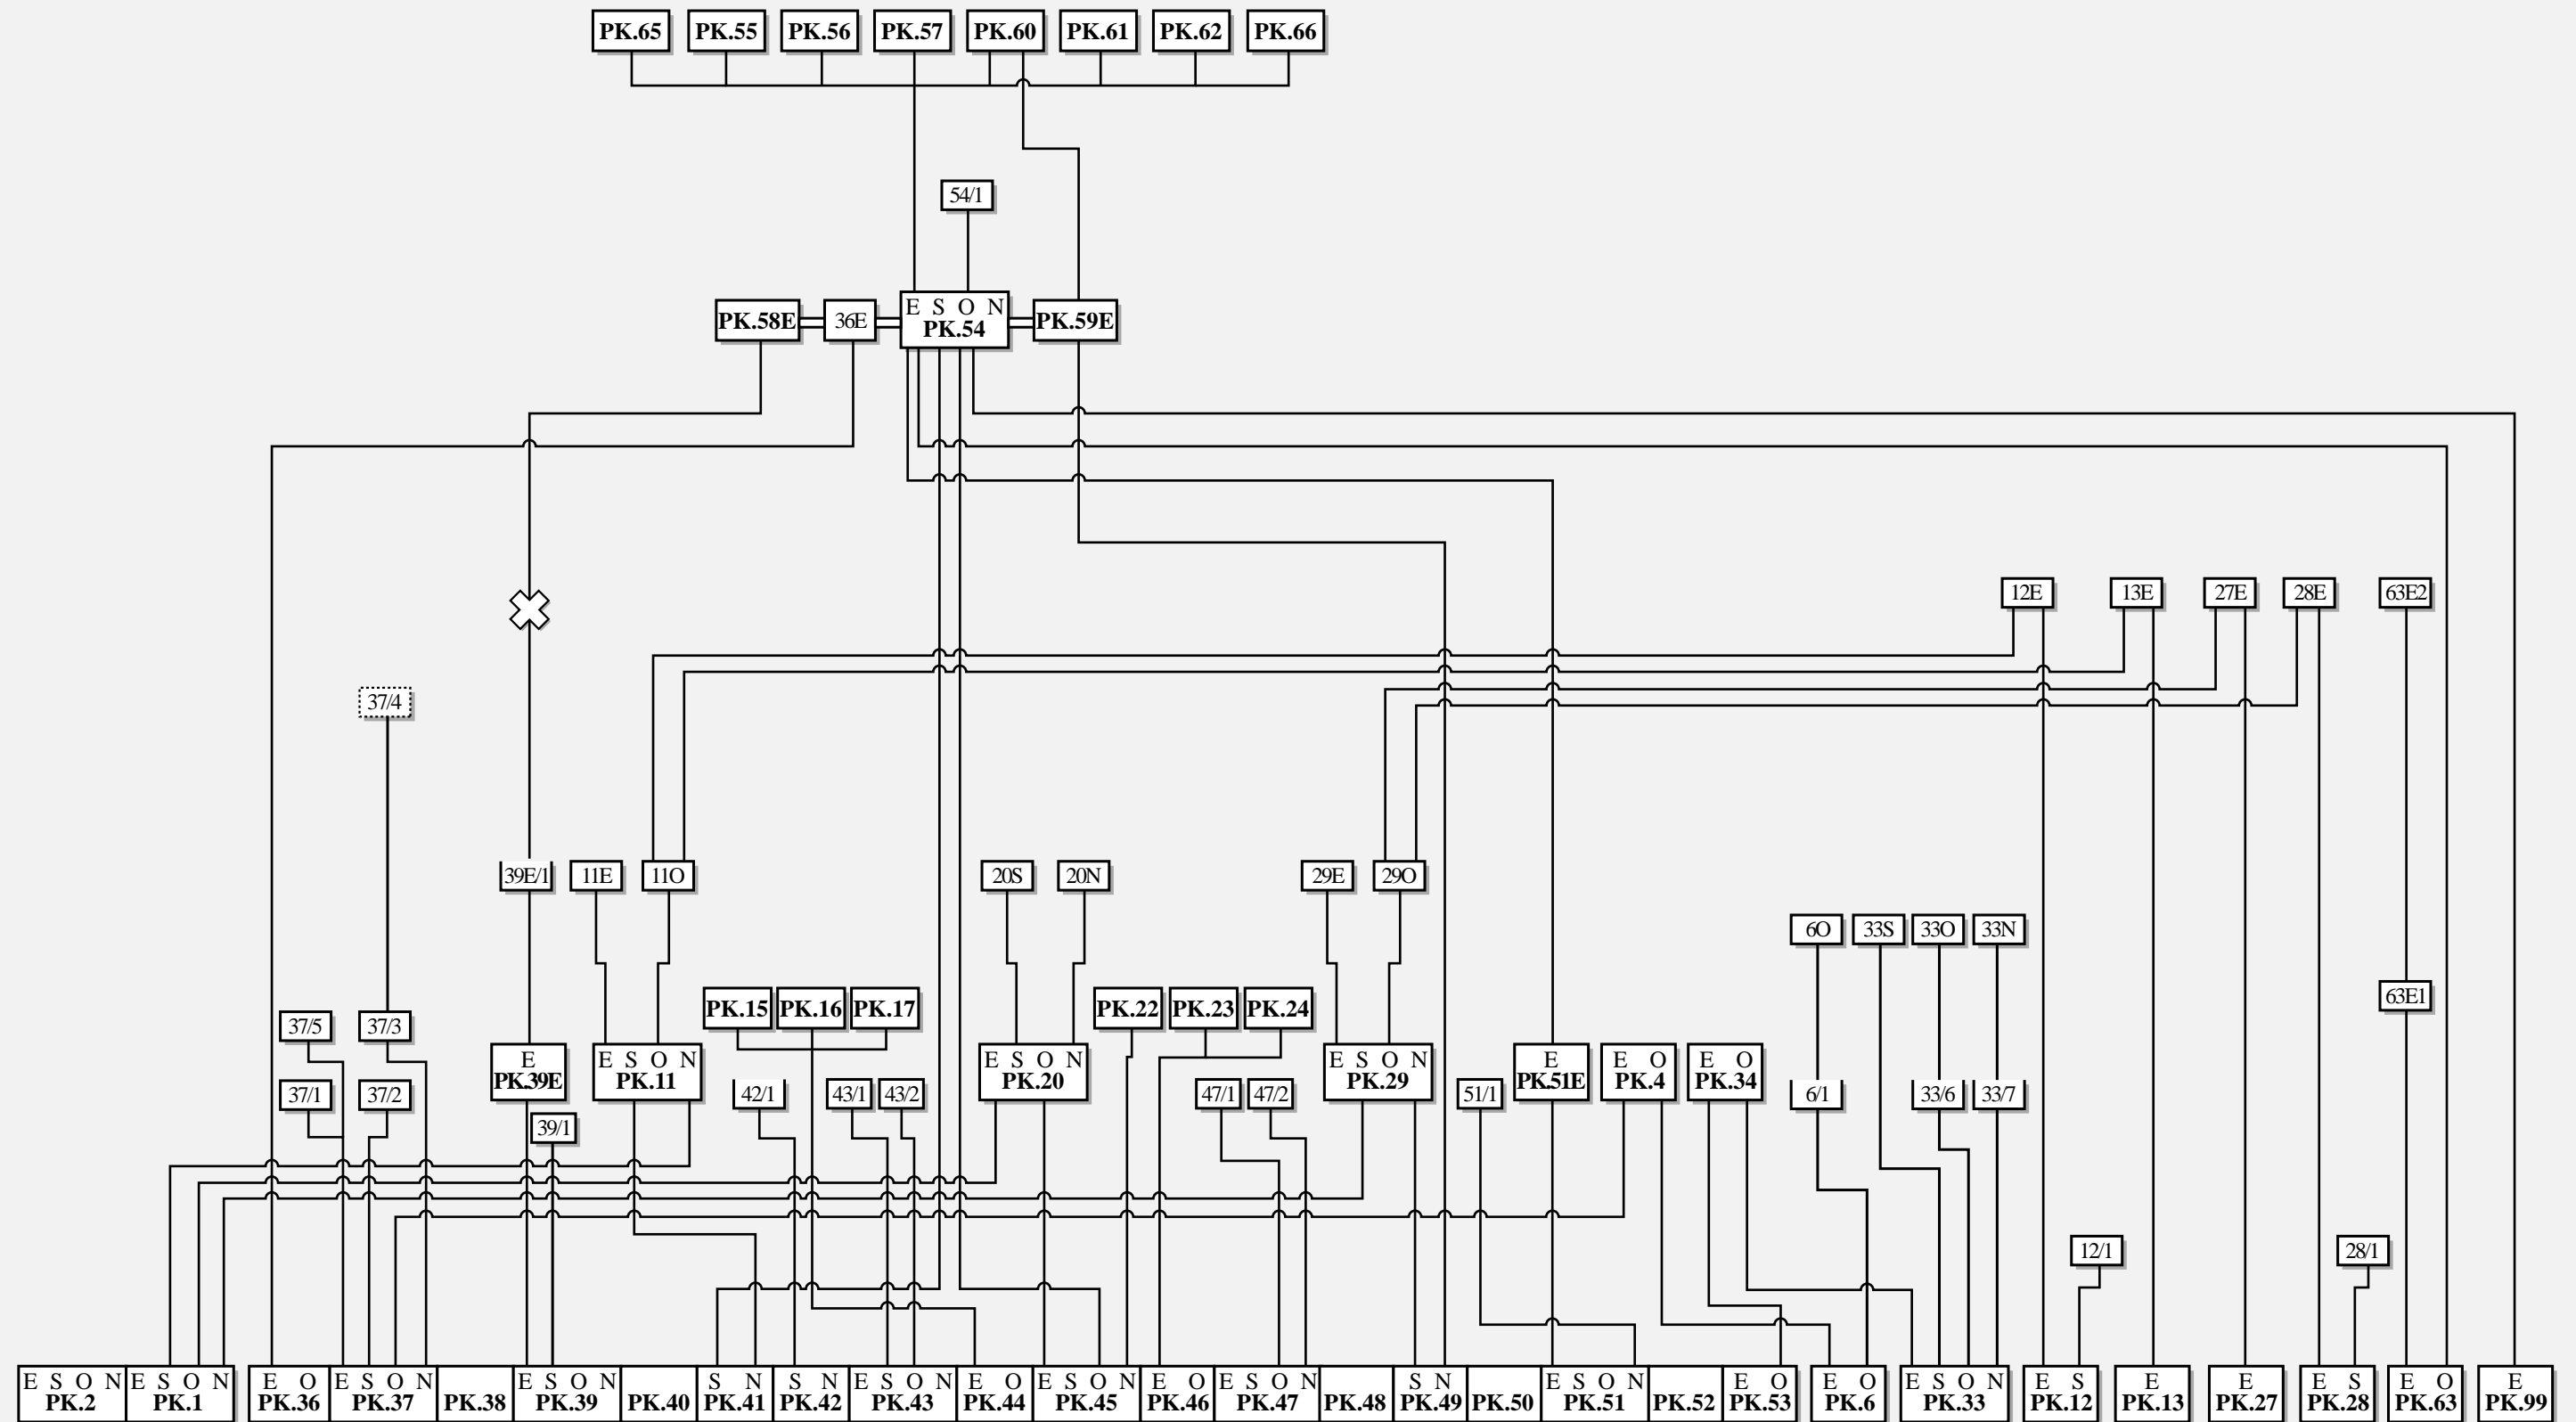 PK.65 PK.55 PK.56 PK.57 PK.60 PK.61 PK.62 PK.66
54/1
E S O N
PK.58E 36E PK.54 PK.59E
12E 13E 27E 28E 63E2
37/4
39E/1 11E 11O 20S 20N 29E 29O
6O 33S 33O 33N
63E1
PK.15 PK.16 PK.17 PK.22 PK.23 PK.24
37/5 37/3
E E S O N E S O N E S O N E E O E O
PK.39E PK.11 PK.20 PK.29 PK.51E PK.4 PK.34
37/1 37/2 42/1 43/1 43/2 47/1 47/2 51/1 6/1 33/6 33/7
39/1
12/1 28/1
E S O N E S O N E O E S O N E S O N S N S N E S O N E O E S O N E O E S O N S N E S O N E O E O E S O N E S E E E S E O E
PK.2 PK.1 PK.36 PK.37 PK.38 PK.39 PK.40 PK.41 PK.42 PK.43 PK.44 PK.45 PK.46 PK.47 PK.48 PK.49 PK.50 PK.51 PK.52 PK.53 PK.6 PK.33 PK.12 PK.13 PK.27 PK.28 PK.63 PK.99